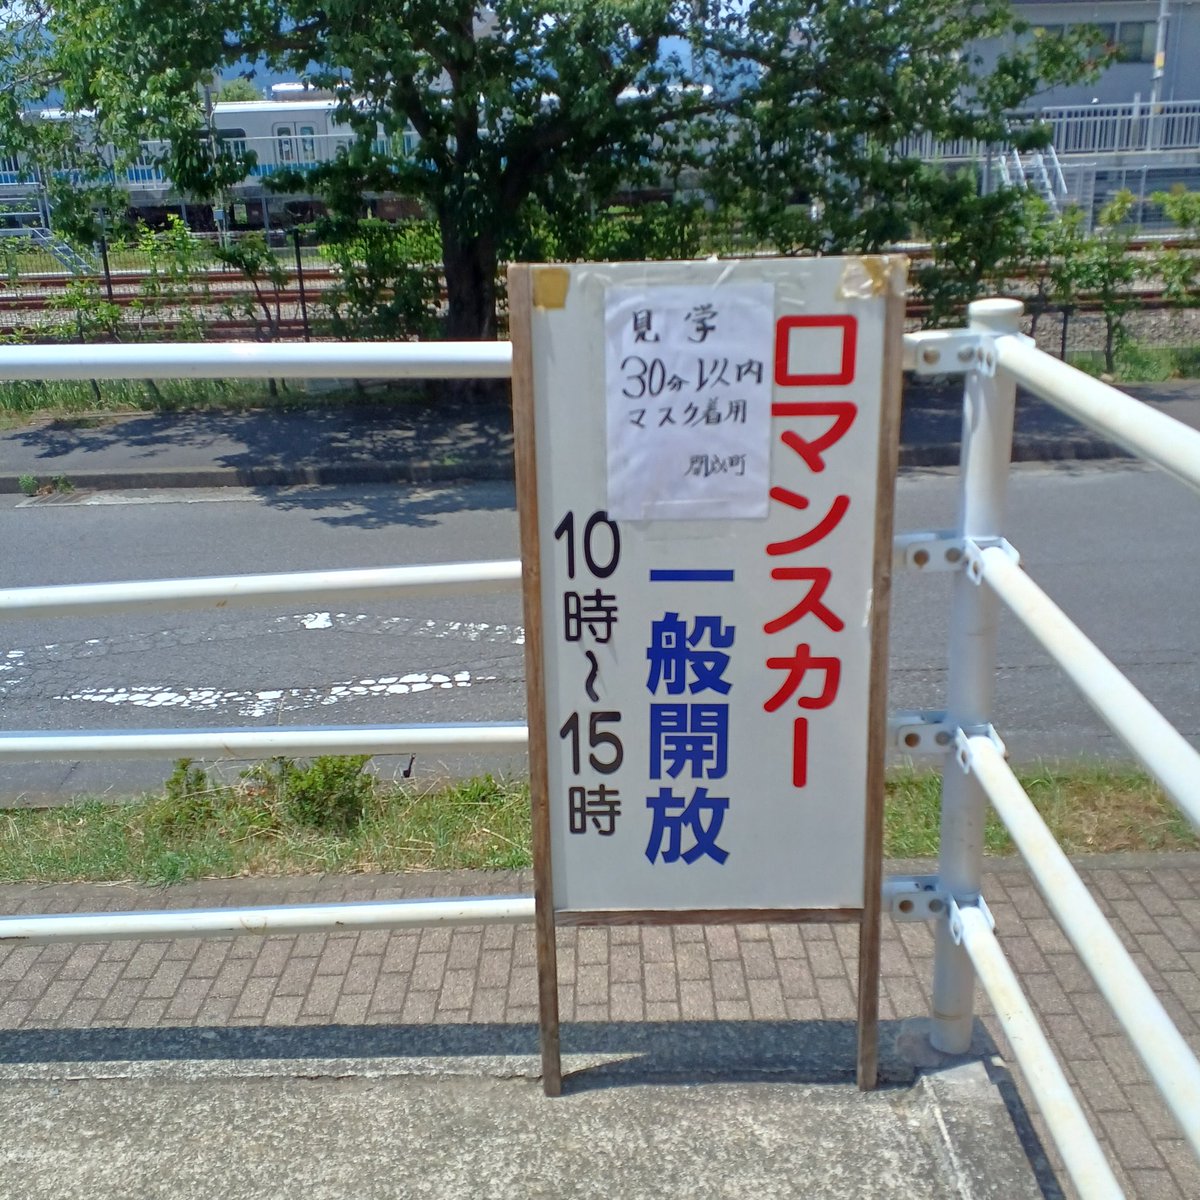 ロマンスカー
一般開放
10時〜15時
見学
30分以内
マスク着用
開成町